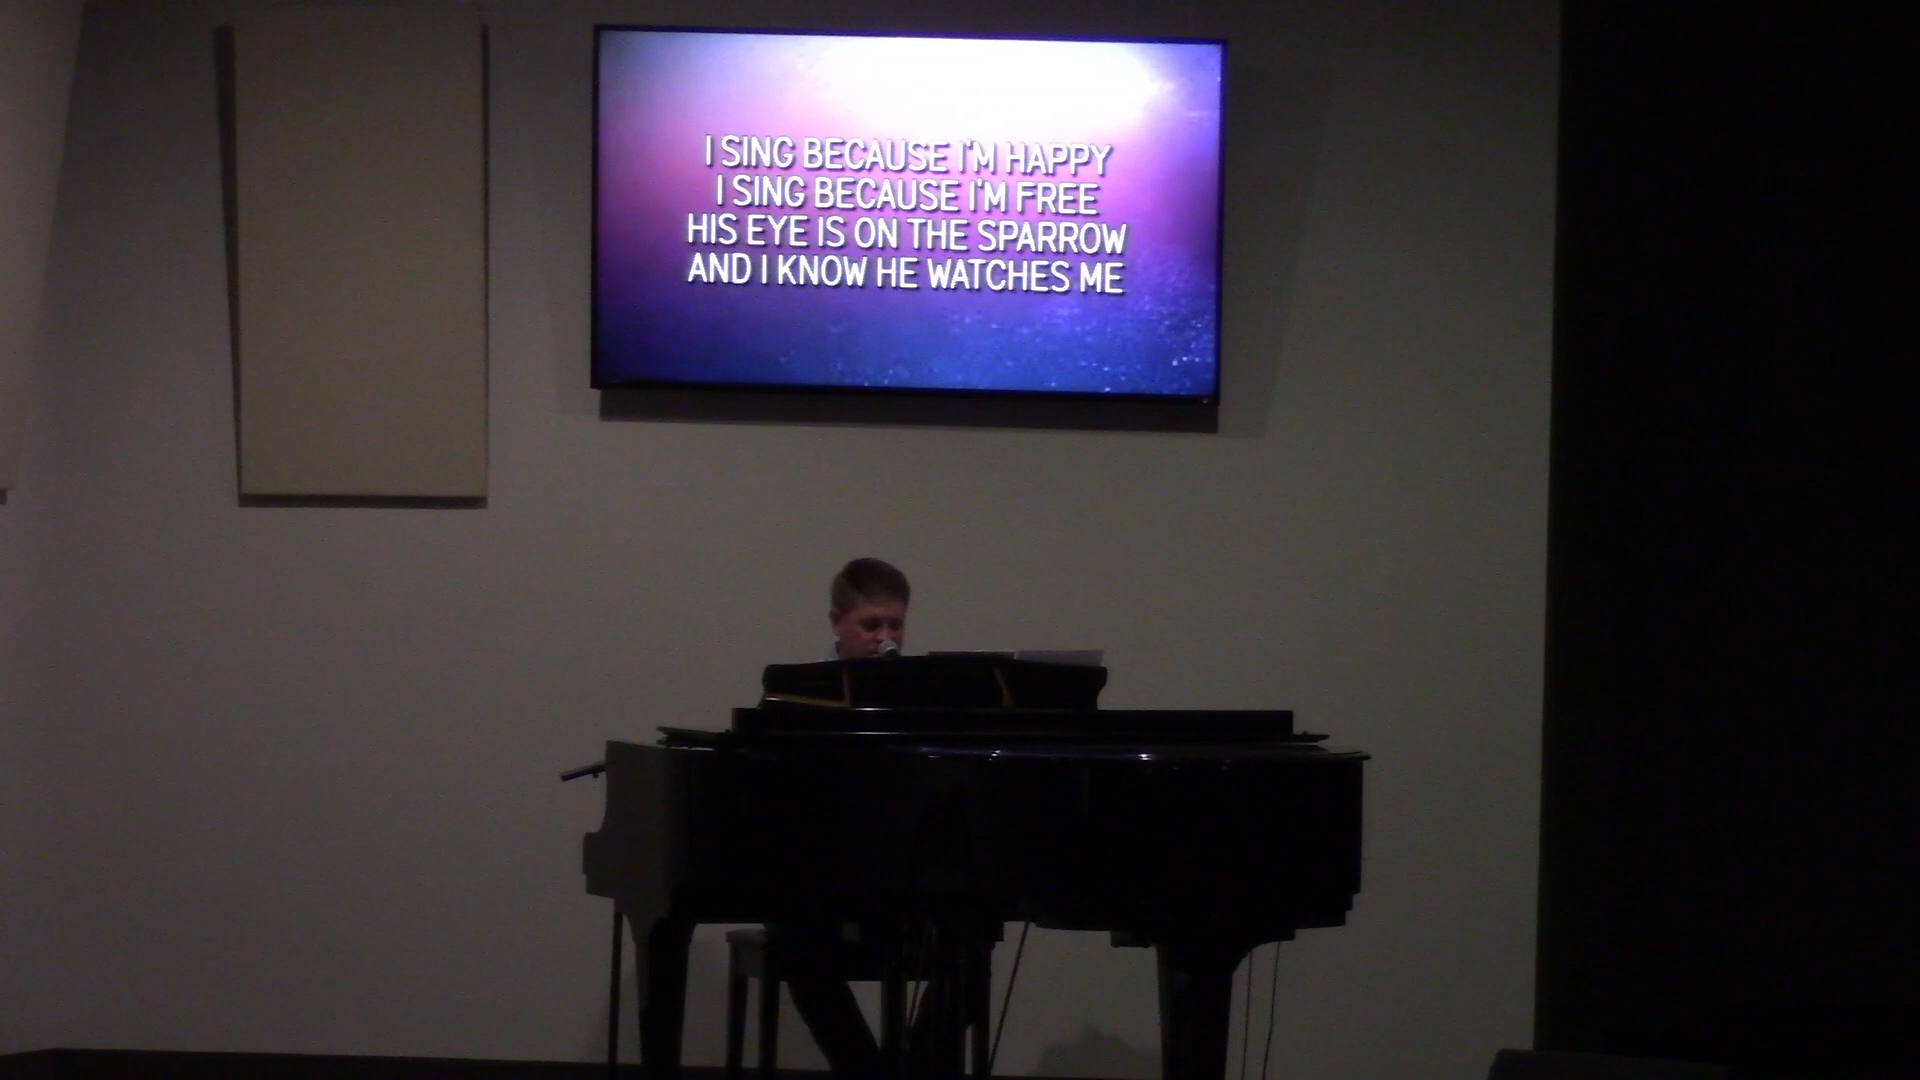 I SING BECAUSE I'M HAPPY
I SING BECAUSE I'M FREE
HIS EYE IS ON THE SPARROW
AND I KNOW HE WATCHES ME